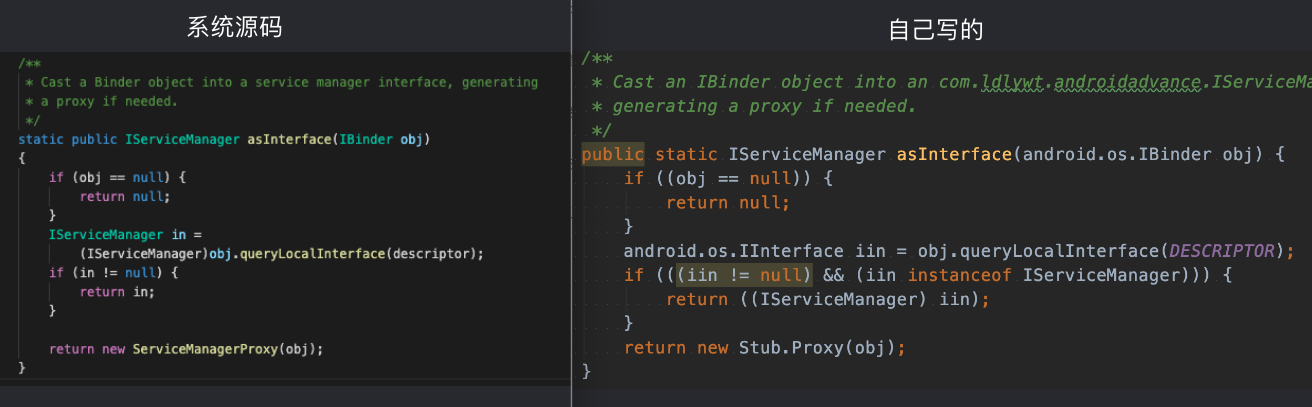 系统源码
/**
 * Cast a Binder object into a service manager interface, generating
 * a proxy if needed.
 */
static public IServiceManager asInterface(IBinder obj)
{
    if (obj == null) {
        return null;
    }
    IServiceManager in =
        (IServiceManager)obj.queryLocalInterface(descriptor);
    if (in != null) {
        return in;
    }
    return new ServiceManagerProxy(obj);
}
自己写的
/**
 * Cast an IBinder object into an com.ldlywt.androidadvance.IServiceMa
 * generating a proxy if needed.
 */
public static IServiceManager asInterface(android.os.IBinder obj) {
    if ((obj == null)) {
        return null;
    }
    android.os.IInterface iin = obj.queryLocalInterface(DESCRIPTOR);
    if (((iin != null) && (iin instanceof IServiceManager))) {
        return ((IServiceManager) iin);
    }
    return new Stub.Proxy(obj);
}